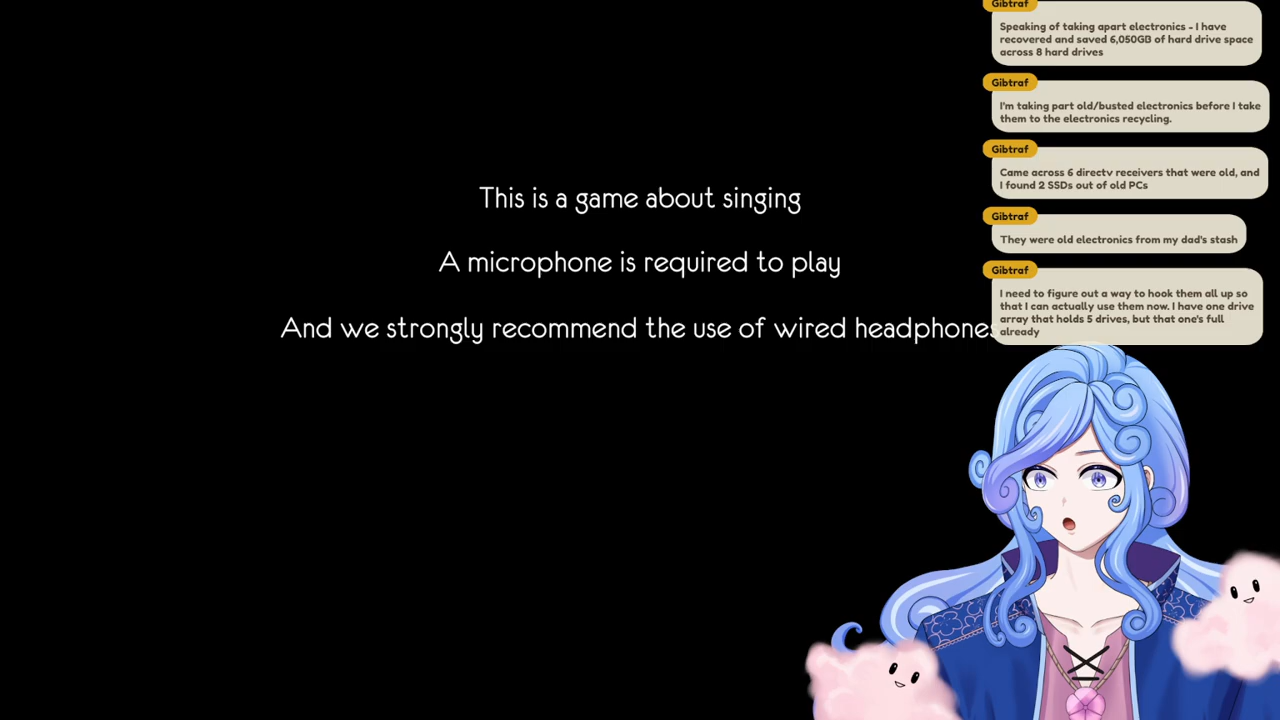 This is a game about singing
A microphone is required to play
And we strongly recommend the use of wired headphones
Gibtraf
Speaking of taking apart electronics - I have
recovered and saved 6,050GB of hard drive space
across 8 hard drives
Gibtraf
I'm taking part old/busted electronics before I take
them to the electronics recycling.
Gibtraf
Came across 6 directv receivers that were old, and
I found 2 SSDs out of old PCs
Gibtraf
They were old electronics from my dad's stash
Gibtraf
I need to figure out a way to hook them all up so
that I can actually use them now. I have one drive
array that holds 5 drives, but that one's full
already